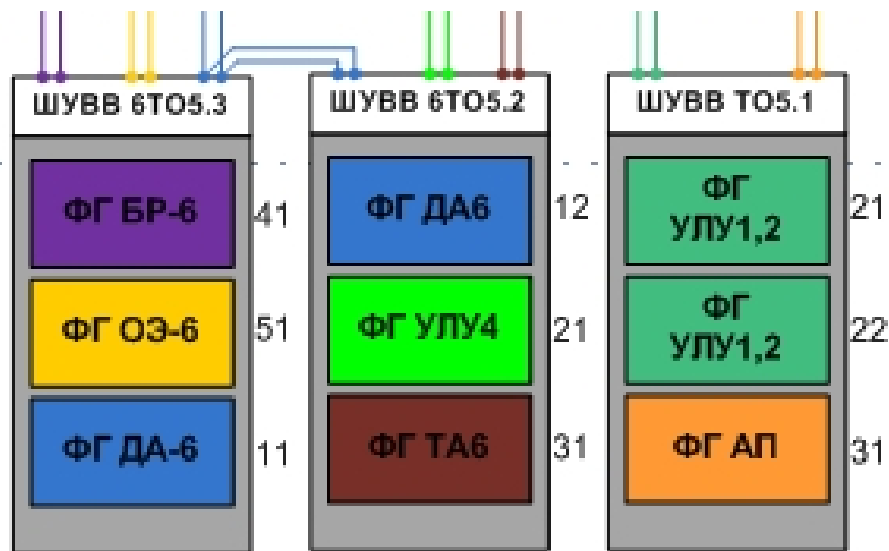 ШУВВ 6ТО5.3
ШУВВ 6ТО5.2
ШУВВ ТО5.1
ФГ БР-6
41
ФГ ДА6
12
ФГ
УЛУ1,2
21
ФГ ОЭ-6
51
ФГ УЛУ4
21
ФГ
УЛУ1,2
22
ФГ ДА-6
11
ФГ ТА6
31
ФГ АП
31